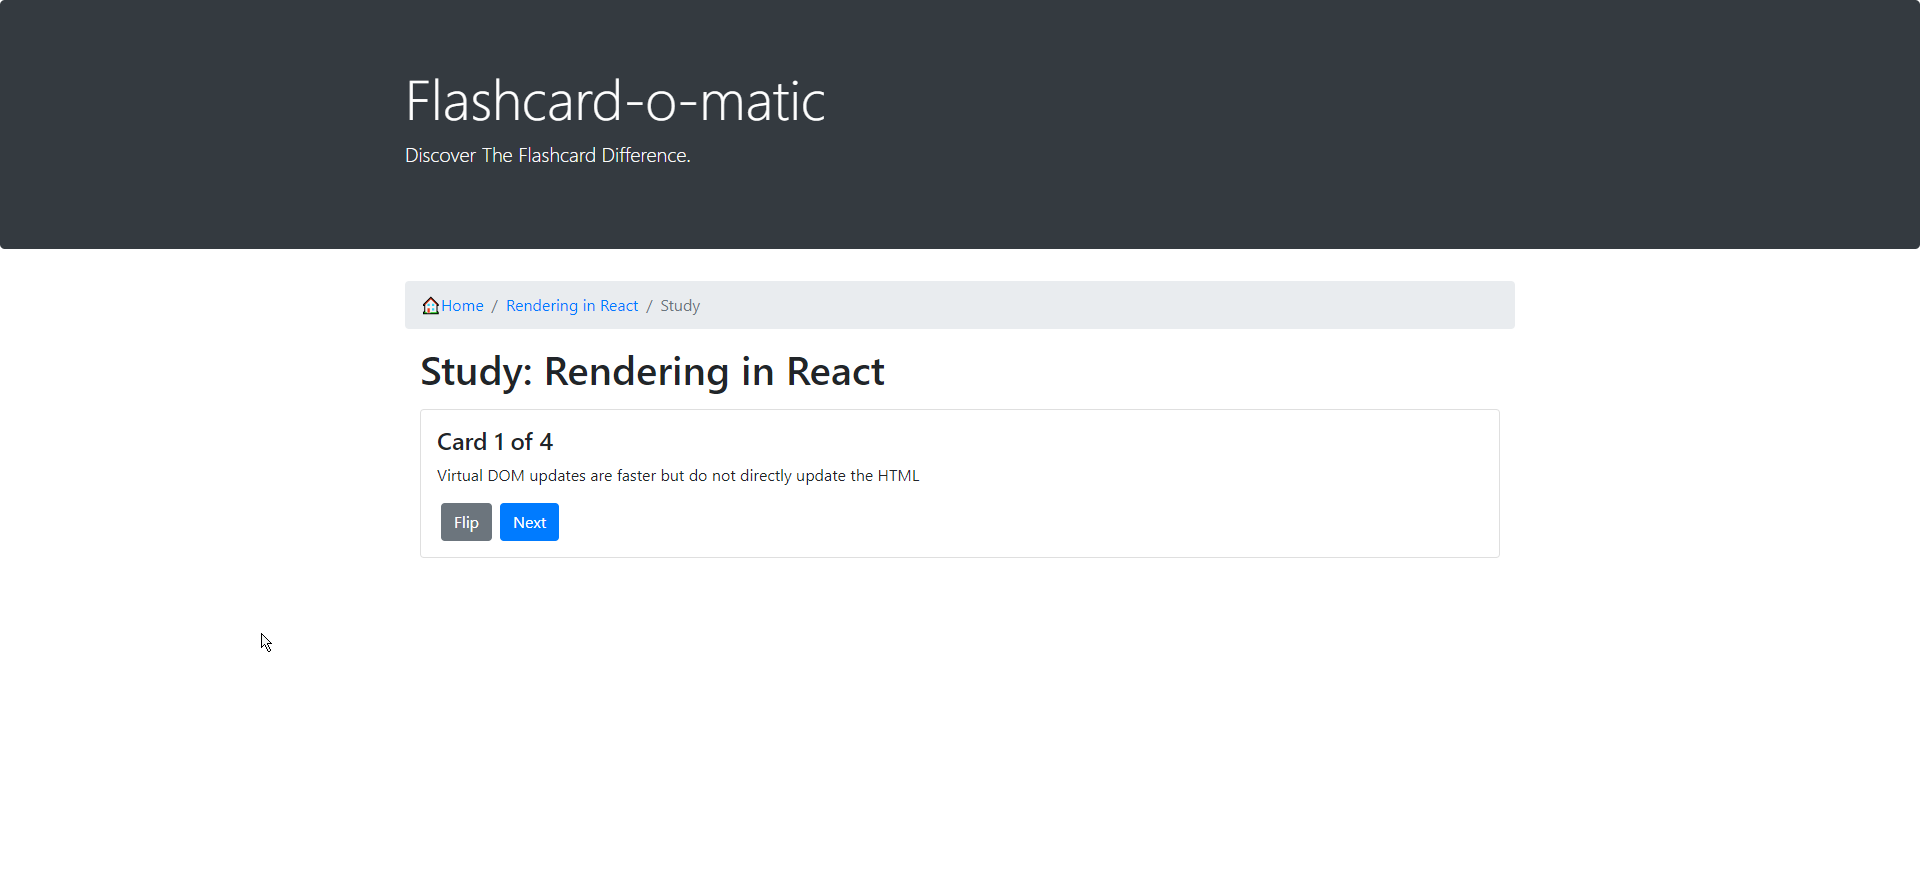 Flashcard-o-matic
Discover The Flashcard Difference.
Home / Rendering in React / Study
Study: Rendering in React
Card 1 of 4
Virtual DOM updates are faster but do not directly update the HTML
Flip Next